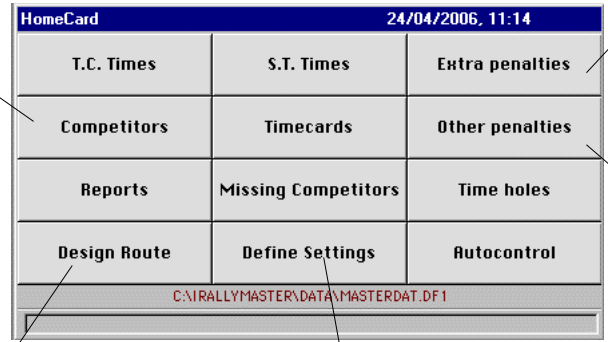 HomeCard 24/04/2006, 11:14
T.C. Times S.T. Times Extra penalties
Competitors Timecards Other penalties
Reports Missing Competitors Time holes
Design Route Define Settings Autocontrol
C:\IRALLYMASTER\DATA\MASTERDAT.DF1